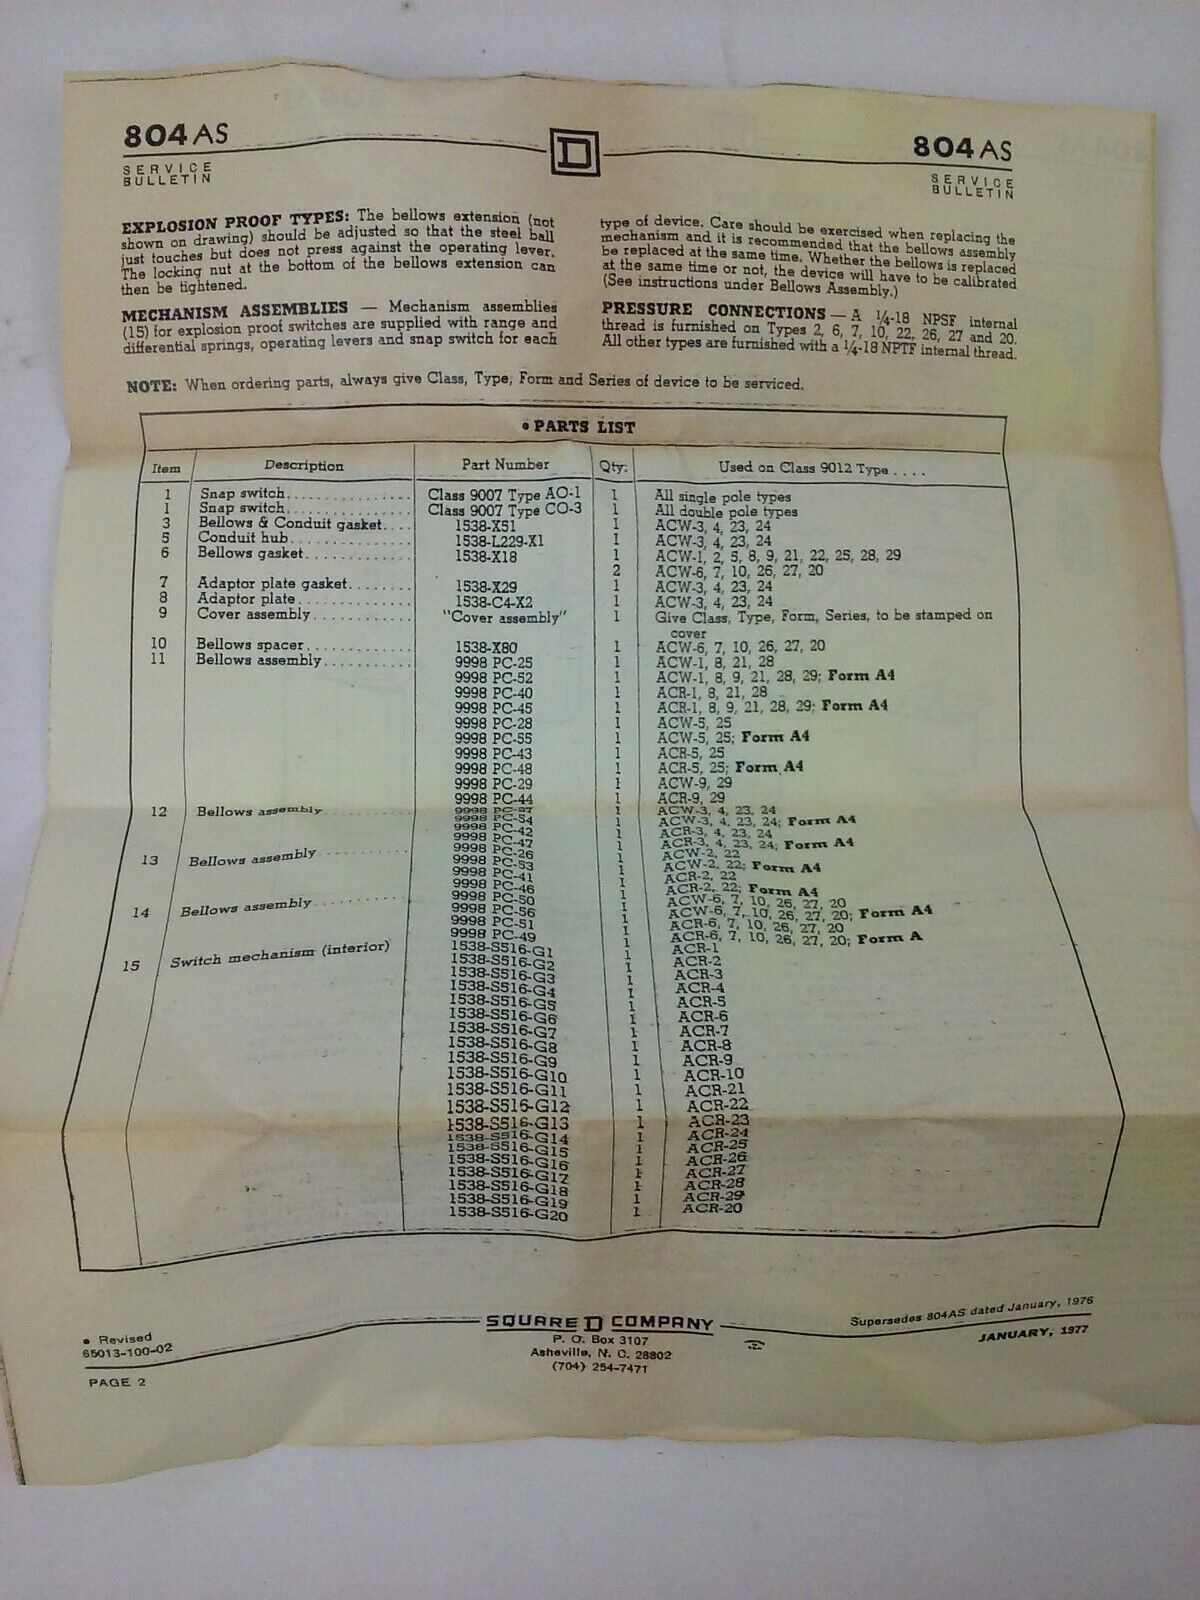 804 AS
SERVICE
BULLETIN
D
804 AS
SERVICE
BULLETIN
EXPLOSION PROOF TYPES: The bellows extension (not
shown on drawing) should be adjusted so that the steel ball
just touches but does not press against the operating lever.
The locking nut at the bottom of the bellows extension can
then be tightened.
MECHANISM ASSEMBLIES — Mechanism assemblies
(15) for explosion proof switches are supplied with range and
differential springs, operating levers and snap switch for each
type of device. Care should be exercised when replacing the
mechanism and it is recommended that the bellows assembly
be replaced at the same time. Whether the bellows is replaced
at the same time or not, the device will have to be calibrated
(See instructions under Bellows Assembly.)
PRESSURE CONNECTIONS — A 1/4-18 NPSF internal
thread is furnished on Types 2, 6, 7, 10, 22, 26, 27 and 20.
All other types are furnished with a 1/4-18 NPTF internal thread.
NOTE: When ordering parts, always give Class, Type, Form and Series of device to be serviced.
• PARTS LIST
Item Description Part Number Qty. Used on Class 9012 Type . . . .
1 Snap switch................ Class 9007 Type AO-1 1 All single pole types
1 Snap switch................ Class 9007 Type CO-3 1 All double pole types
3 Bellows & Conduit gasket.... 1538-X51 1 ACW-3, 4, 23, 24
5 Conduit hub................ 1538-L229-X1 1 ACW-3, 4, 23, 24
6 Bellows gasket............. 1538-X18 1 ACW-1, 2, 5, 8, 9, 21, 22, 25, 28, 29
2 ACW-6, 7, 10, 26, 27, 20
7 Adaptor plate gasket........ 1538-X29 1 ACW-3, 4, 23, 24
8 Adaptor plate.............. 1538-C4-X2 1 ACW-3, 4, 23, 24
9 Cover assembly............ "Cover assembly" 1 Give Class, Type, Form, Series, to be stamped on
cover
10 Bellows spacer............. 1538-X80 1 ACW-6, 7, 10, 26, 27, 20
11 Bellows assembly........... 9998 PC-25 1 ACW-1, 8, 21, 28
9998 PC-52 1 ACW-1, 8, 9, 21, 28, 29; Form A4
9998 PC-40 1 ACR-1, 8, 21, 28
9998 PC-45 1 ACR-1, 8, 9, 21, 28, 29; Form A4
9998 PC-28 1 ACW-5, 25
9998 PC-55 1 ACW-5, 25; Form A4
9998 PC-43 1 ACR-5, 25
9998 PC-48 1 ACR-5, 25; Form A4
9998 PC-29 1 ACW-9, 29
9998 PC-44 1 ACR-9, 29
12 Bellows assembly........... 9998 PC-27 1 ACW-3, 4, 23, 24
9998 PC-54 1 ACW-3, 4, 23, 24; Form A4
9998 PC-42 1 ACR-3, 4, 23, 24
9998 PC-47 1 ACR-3, 4, 23, 24; Form A4
13 Bellows assembly........... 9998 PC-26 1 ACW-2, 22
9998 PC-53 1 ACW-2, 22; Form A4
9998 PC-41 1 ACR-2, 22
9998 PC-46 1 ACR-2, 22; Form A4
14 Bellows assembly........... 9998 PC-50 1 ACW-6, 7, 10, 26, 27, 20
9998 PC-56 1 ACW-6, 7, 10, 26, 27, 20; Form A4
9998 PC-51 1 ACR-6, 7, 10, 26, 27, 20
9998 PC-49 1 ACR-6, 7, 10, 26, 27, 20; Form A
15 Switch mechanism (interior) 1538-S516-G1 1 ACR-1
1538-S516-G2 1 ACR-2
1538-S516-G3 1 ACR-3
1538-S516-G4 1 ACR-4
1538-S516-G5 1 ACR-5
1538-S516-G6 1 ACR-6
1538-S516-G7 1 ACR-7
1538-S516-G8 1 ACR-8
1538-S516-G9 1 ACR-9
1538-S516-G10 1 ACR-10
1538-S516-G11 1 ACR-21
1538-S516-G12 1 ACR-22
1538-S516-G13 1 ACR-23
1538-S516-G14 1 ACR-24
1538-S516-G15 1 ACR-25
1538-S516-G16 1 ACR-26
1538-S516-G17 1 ACR-27
1538-S516-G18 1 ACR-28
1538-S516-G19 1 ACR-29
1538-S516-G20 1 ACR-20
• Revised
65013-100-02
PAGE 2
SQUARE D COMPANY
P. O. Box 3107
Asheville, N. C. 28802
(704) 254-7471
Supersedes 804AS dated January, 1976
JANUARY, 1977